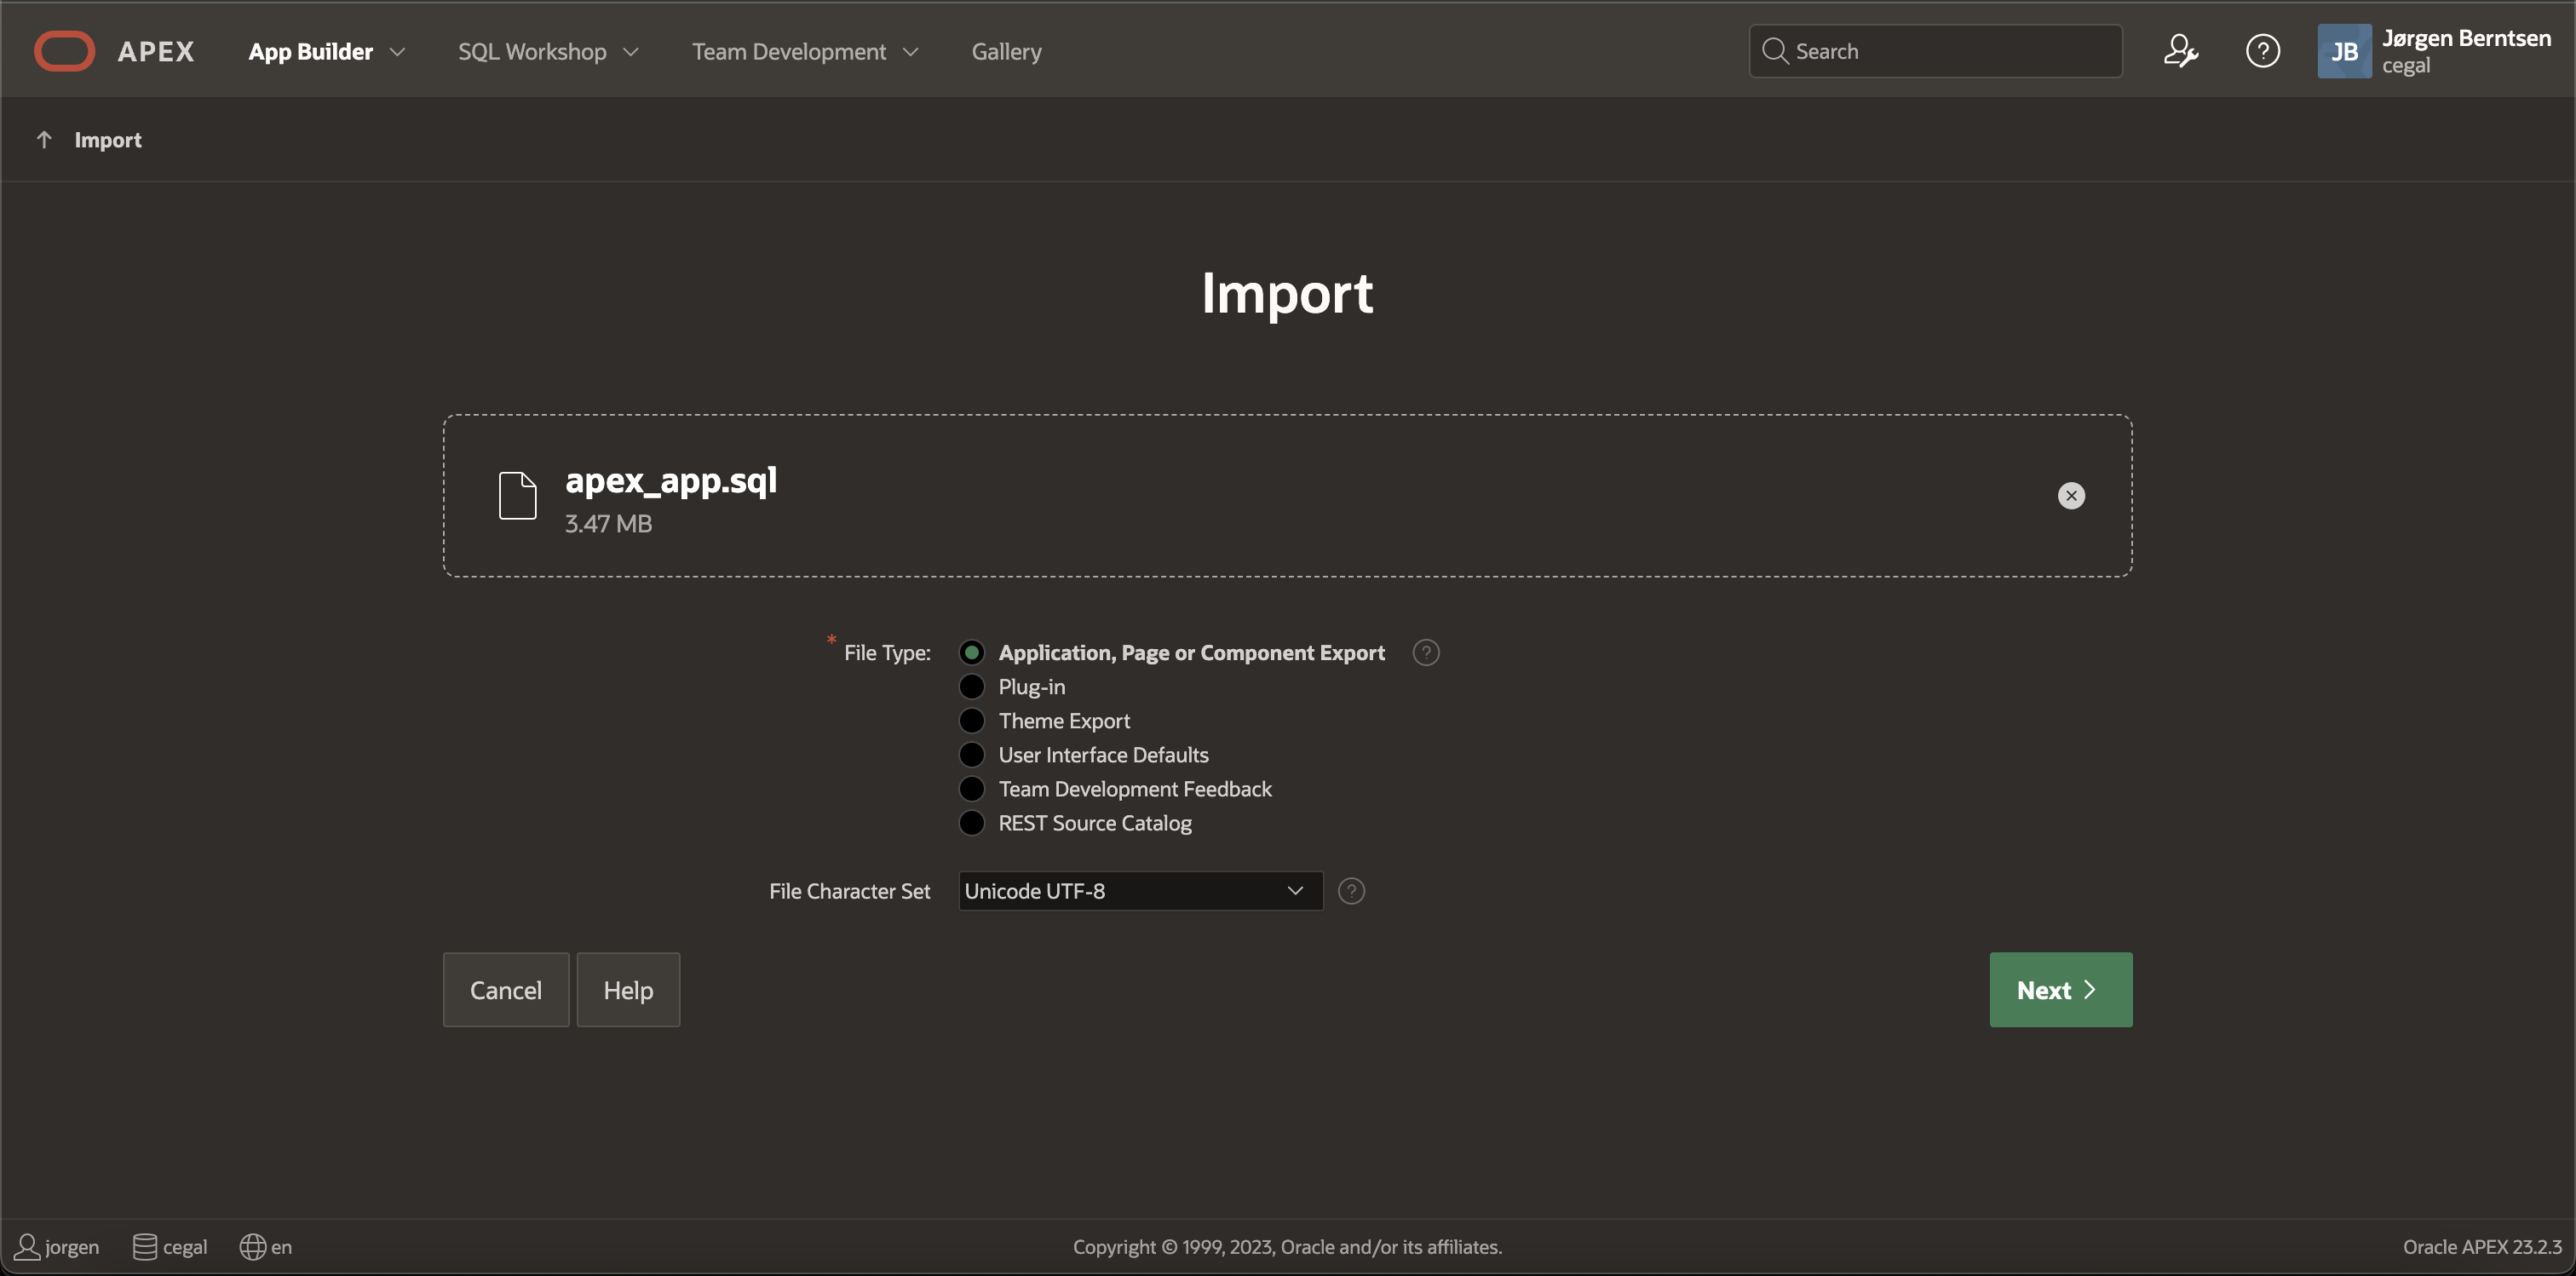 APEX App Builder SQL Workshop Team Development Gallery Search ? JB Jørgen Berntsen
cegal
Import
Import
apex_app.sql
3.47 MB
* File Type: Application, Page or Component Export ?
Plug-in
Theme Export
User Interface Defaults
Team Development Feedback
REST Source Catalog
File Character Set Unicode UTF-8 ?
Cancel Help Next
jorgen cegal en Copyright © 1999, 2023, Oracle and/or its affiliates. Oracle APEX 23.2.3